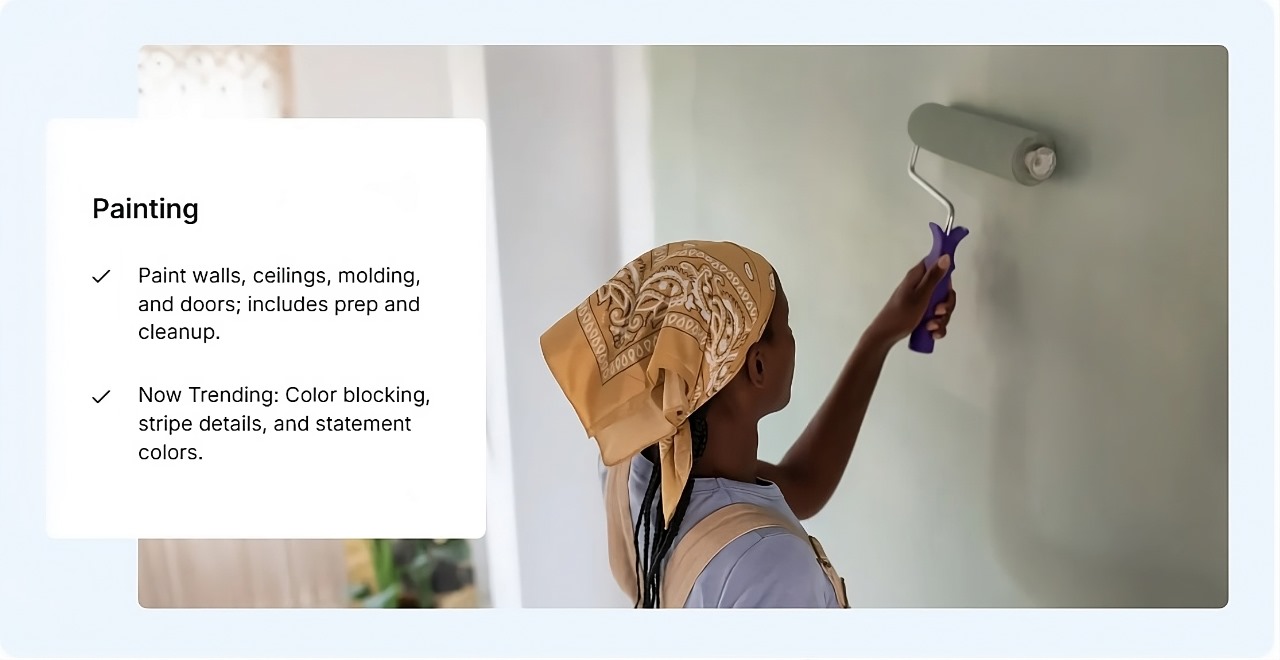 Painting
Paint walls, ceilings, molding,
and doors; includes prep and
cleanup.
Now Trending: Color blocking,
stripe details, and statement
colors.